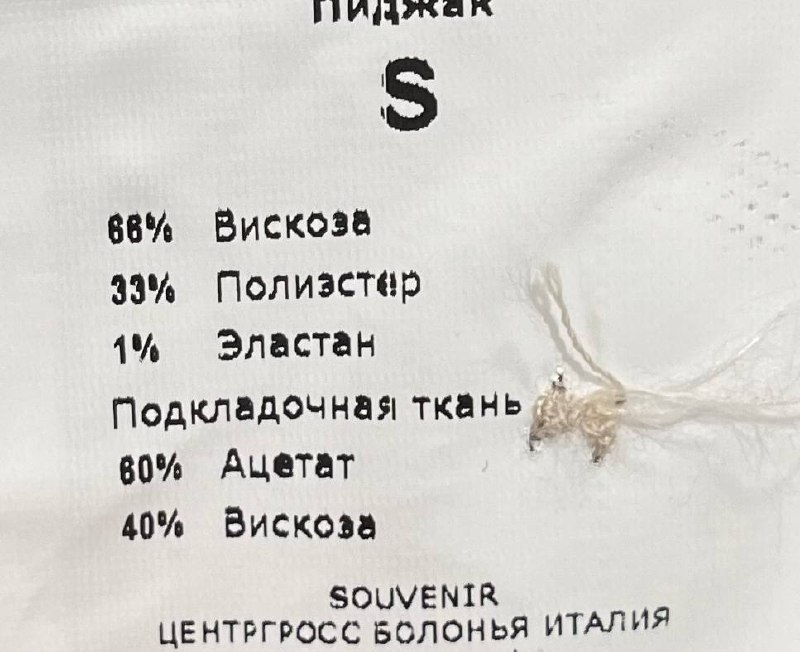 Пиджак
S
66% Вискоза
33% Полиэстер
1% Эластан
Подкладочная ткань
60% Ацетат
40% Вискоза
SOUVENIR
ЦЕНТРГРОСС БОЛОНЬЯ ИТАЛИЯ